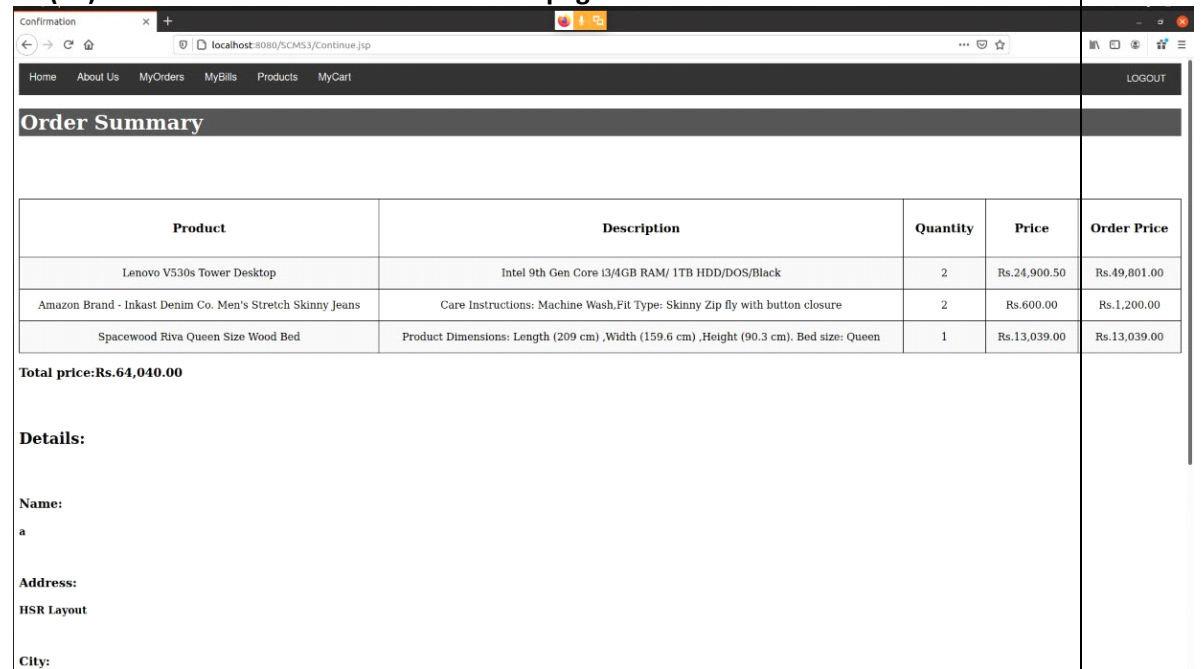 Confirmation
localhost:8080/SCMS3/Continue.jsp
Home About Us MyOrders MyBills Products MyCart LOGOUT
Order Summary
Product Description Quantity Price Order Price
Lenovo V530s Tower Desktop Intel 9th Gen Core i3/4GB RAM/ 1TB HDD/DOS/Black 2 Rs.24,900.50 Rs.49,801.00
Amazon Brand - Inkast Denim Co. Men's Stretch Skinny Jeans Care Instructions: Machine Wash,Fit Type: Skinny Zip fly with button closure 2 Rs.600.00 Rs.1,200.00
Spacewood Riva Queen Size Wood Bed Product Dimensions: Length (209 cm) ,Width (159.6 cm) ,Height (90.3 cm). Bed size: Queen 1 Rs.13,039.00 Rs.13,039.00
Total price:Rs.64,040.00
Details:
Name:
a
Address:
HSR Layout
City: